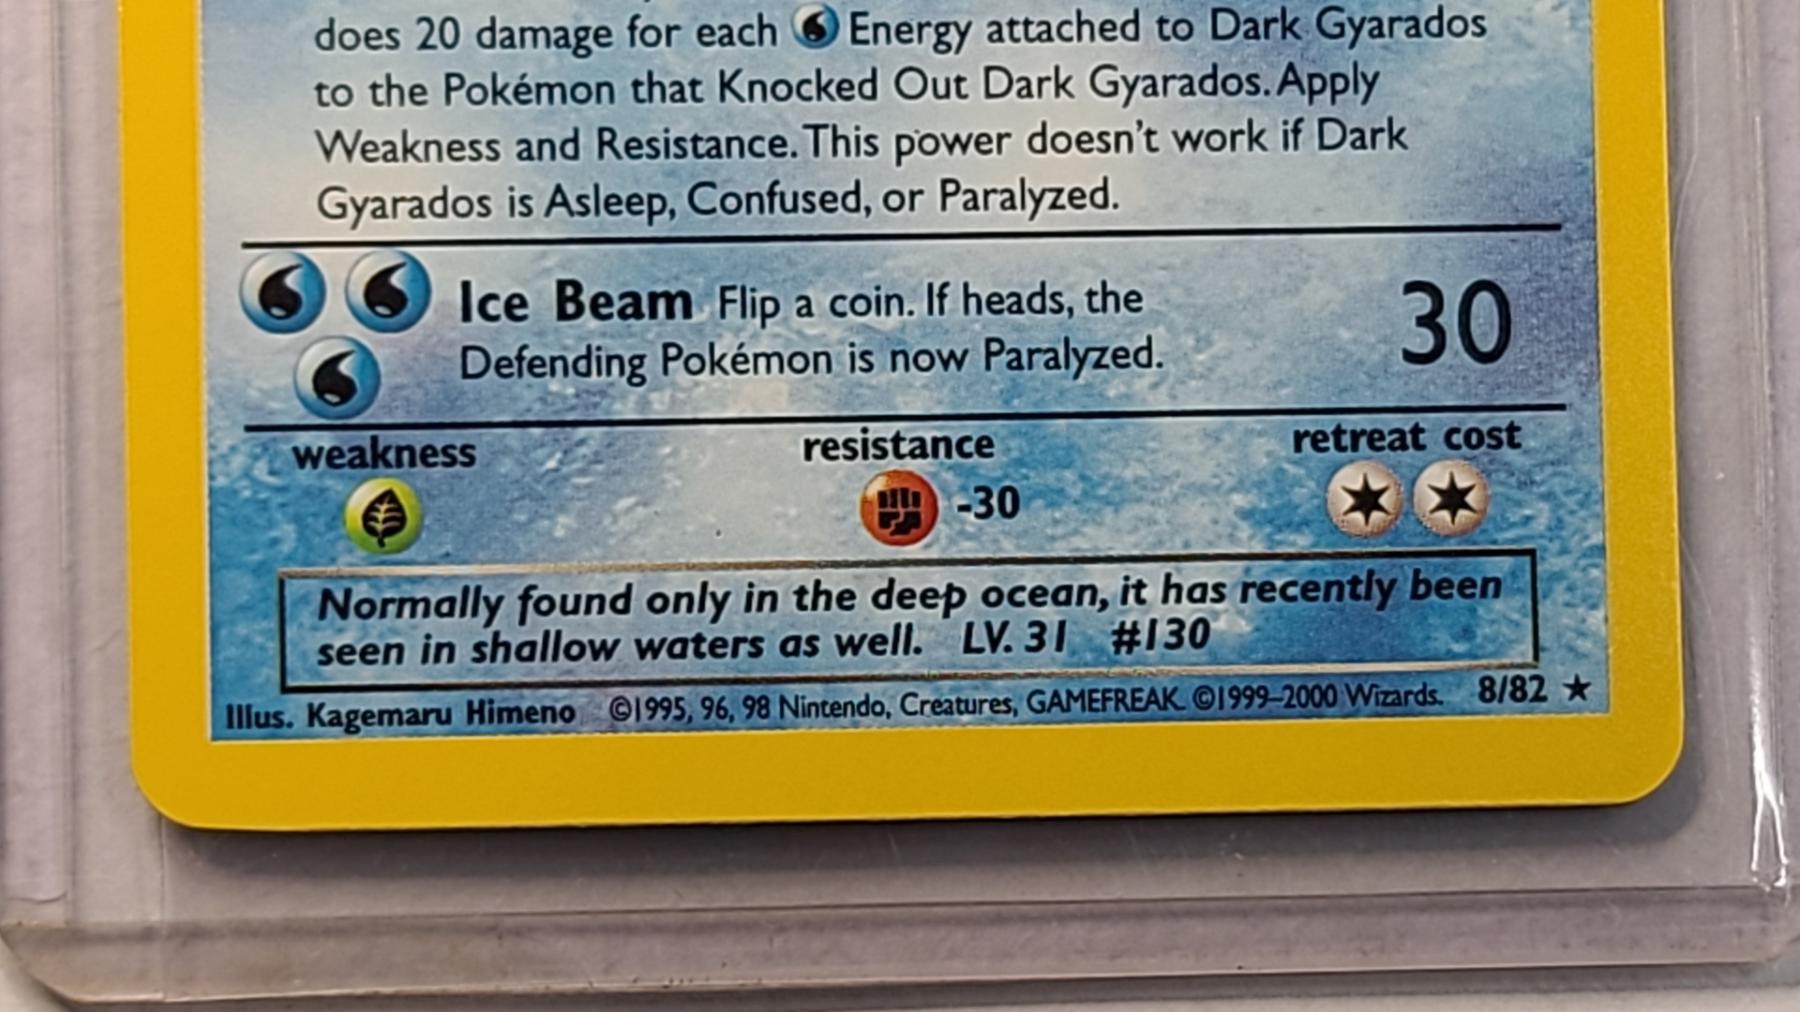 does 20 damage for each Energy attached to Dark Gyarados
to the Pokémon that Knocked Out Dark Gyarados. Apply
Weakness and Resistance. This power doesn't work if Dark
Gyarados is Asleep, Confused, or Paralyzed.
Ice Beam Flip a coin. If heads, the
Defending Pokémon is now Paralyzed.
30
weakness resistance retreat cost
-30
Normally found only in the deep ocean, it has recently been
seen in shallow waters as well. LV. 31 #130
Illus. Kagemaru Himeno ©1995, 96, 98 Nintendo, Creatures, GAMEFREAK. ©1999–2000 Wizards. 8/82 ★